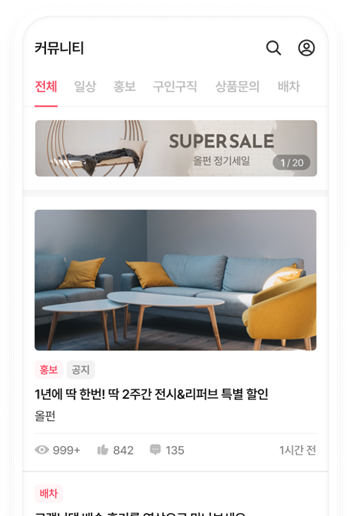 커뮤니티
전체 일상 홍보 구인구직 상품문의 배차
SUPER SALE
올펀 정기세일
1 / 20
홍보 공지
1년에 딱 한번! 딱 2주간 전시&리퍼브 특별 할인
올펀
999+ 842 135 1시간 전
배차